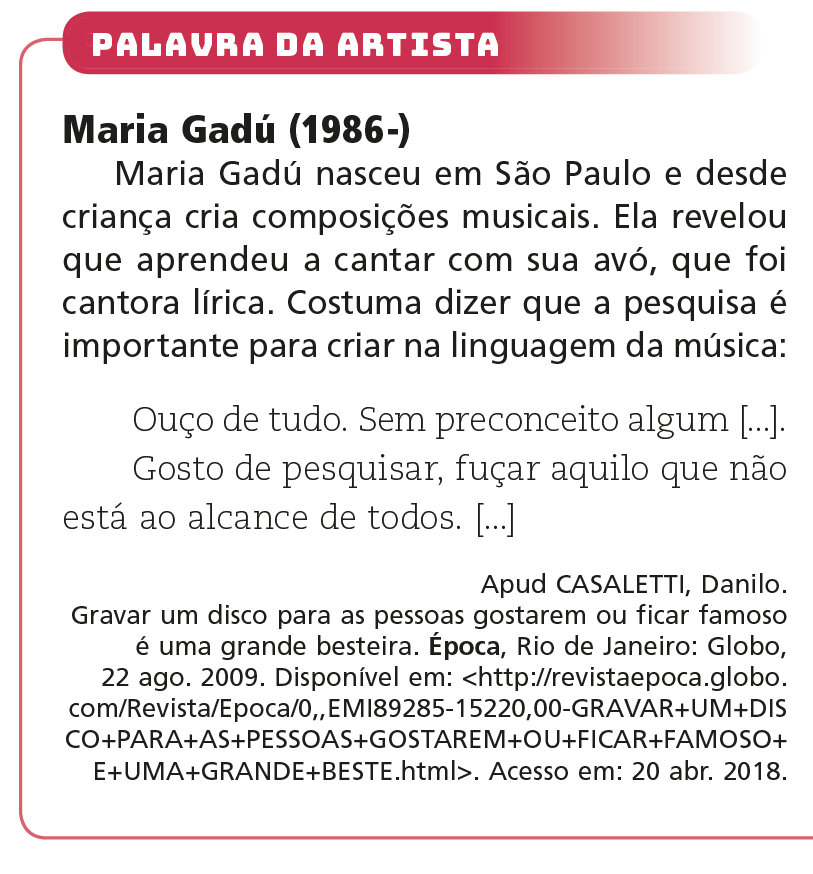 PALAVRA DA ARTISTA
Maria Gadú (1986-)
Maria Gadú nasceu em São Paulo e desde
criança cria composições musicais. Ela revelou
que aprendeu a cantar com sua avó, que foi
cantora lírica. Costuma dizer que a pesquisa é
importante para criar na linguagem da música:
Ouço de tudo. Sem preconceito algum [...].
Gosto de pesquisar, fuçar aquilo que não
está ao alcance de todos. [...]
Apud CASALETTI, Danilo.
Gravar um disco para as pessoas gostarem ou ficar famoso
é uma grande besteira. Época, Rio de Janeiro: Globo,
22 ago. 2009. Disponível em: <http://revistaepoca.globo.
com/Revista/Epoca/0,,EMI89285-15220,00-GRAVAR+UM+DIS
CO+PARA+AS+PESSOAS+GOSTAREM+OU+FICAR+FAMOSO+
E+UMA+GRANDE+BESTE.html>. Acesso em: 20 abr. 2018.